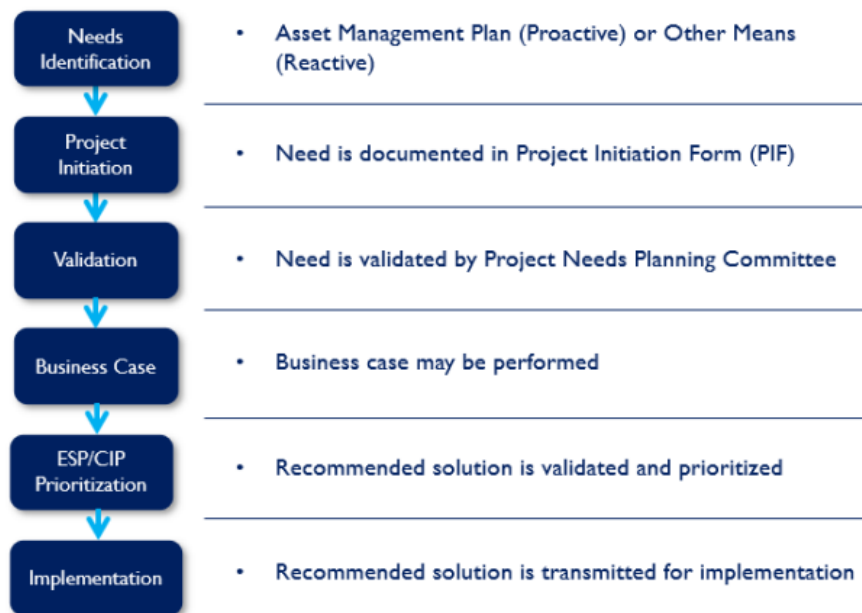 Needs
Identification
• Asset Management Plan (Proactive) or Other Means
(Reactive)
Project
Initiation
• Need is documented in Project Initiation Form (PIF)
Validation
• Need is validated by Project Needs Planning Committee
Business Case
• Business case may be performed
ESP/CIP
Prioritization
• Recommended solution is validated and prioritized
Implementation
• Recommended solution is transmitted for implementation